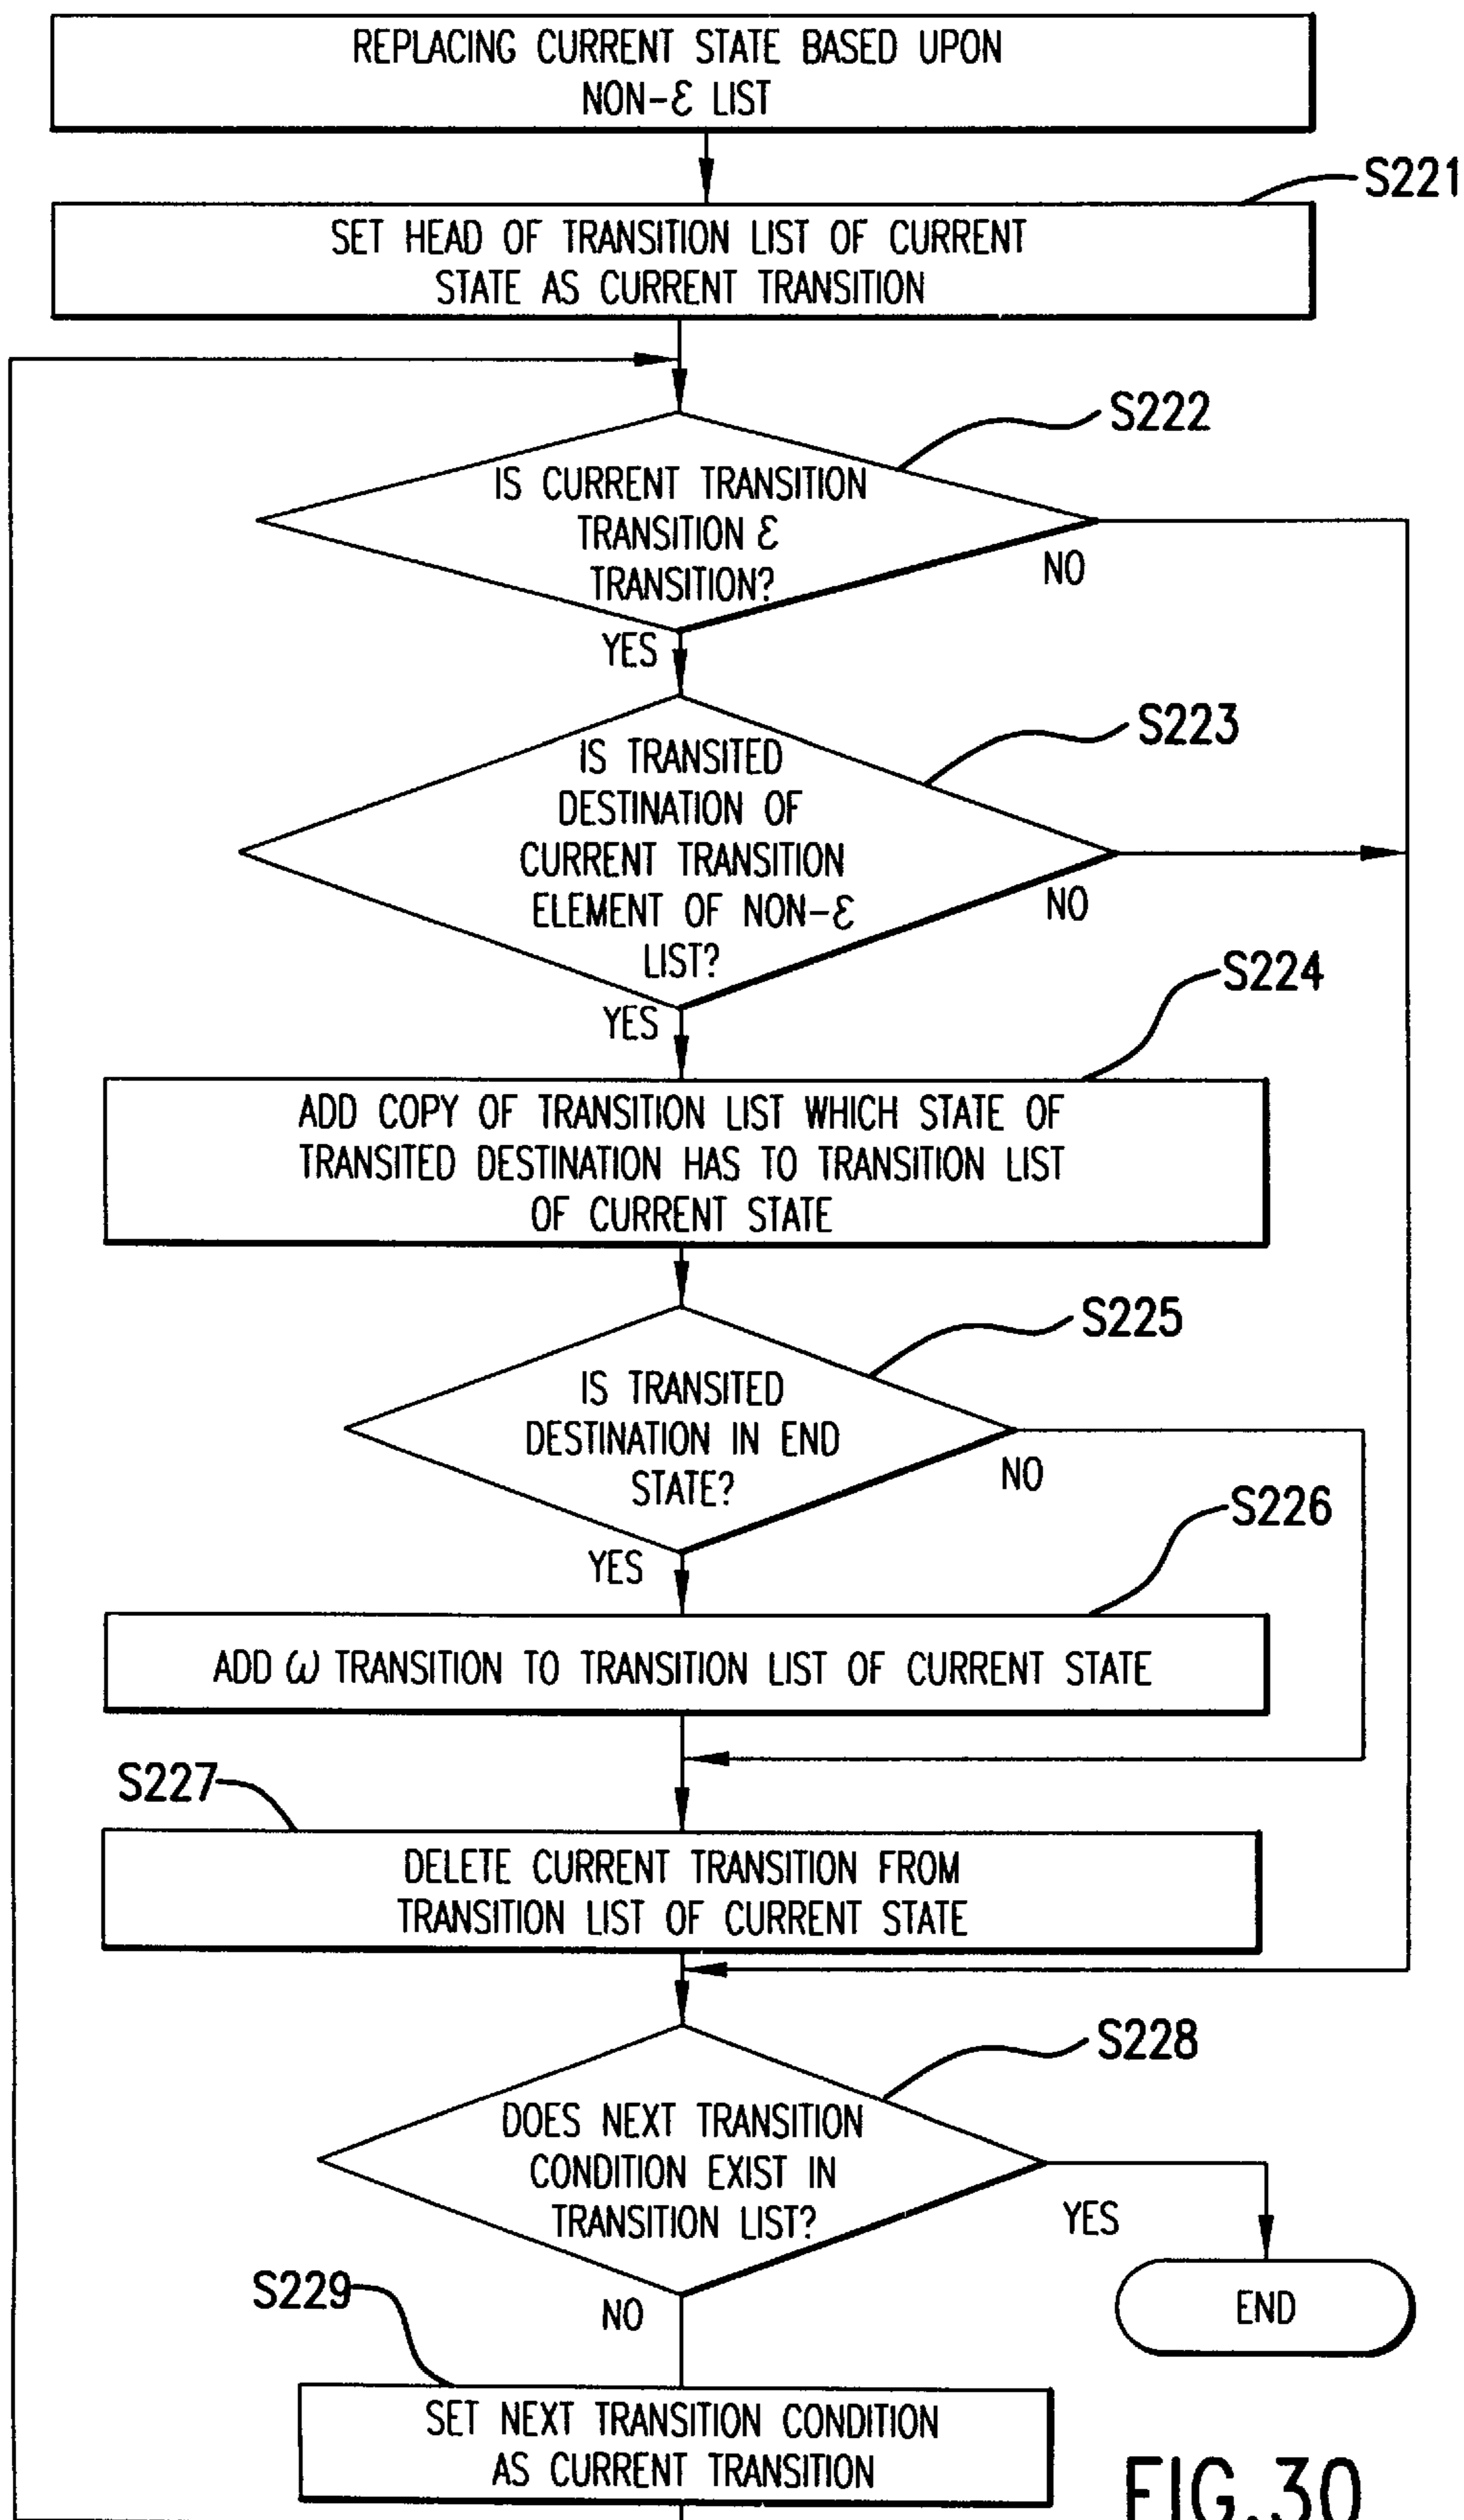 REPLACING CURRENT STATE BASED UPON
NON-ε LIST
S221
SET HEAD OF TRANSITION LIST OF CURRENT
STATE AS CURRENT TRANSITION
S222
IS CURRENT TRANSITION
TRANSITION ε
TRANSITION?
NO
YES
S223
IS TRANSITED
DESTINATION OF
CURRENT TRANSITION
ELEMENT OF NON-ε
LIST?
NO
YES
S224
ADD COPY OF TRANSITION LIST WHICH STATE OF
TRANSITED DESTINATION HAS TO TRANSITION LIST
OF CURRENT STATE
S225
IS TRANSITED
DESTINATION IN END
STATE?
NO
YES
S226
ADD ω TRANSITION TO TRANSITION LIST OF CURRENT STATE
S227
DELETE CURRENT TRANSITION FROM
TRANSITION LIST OF CURRENT STATE
S228
DOES NEXT TRANSITION
CONDITION EXIST IN
TRANSITION LIST?
YES
END
NO
S229
SET NEXT TRANSITION CONDITION
AS CURRENT TRANSITION
FIG.30